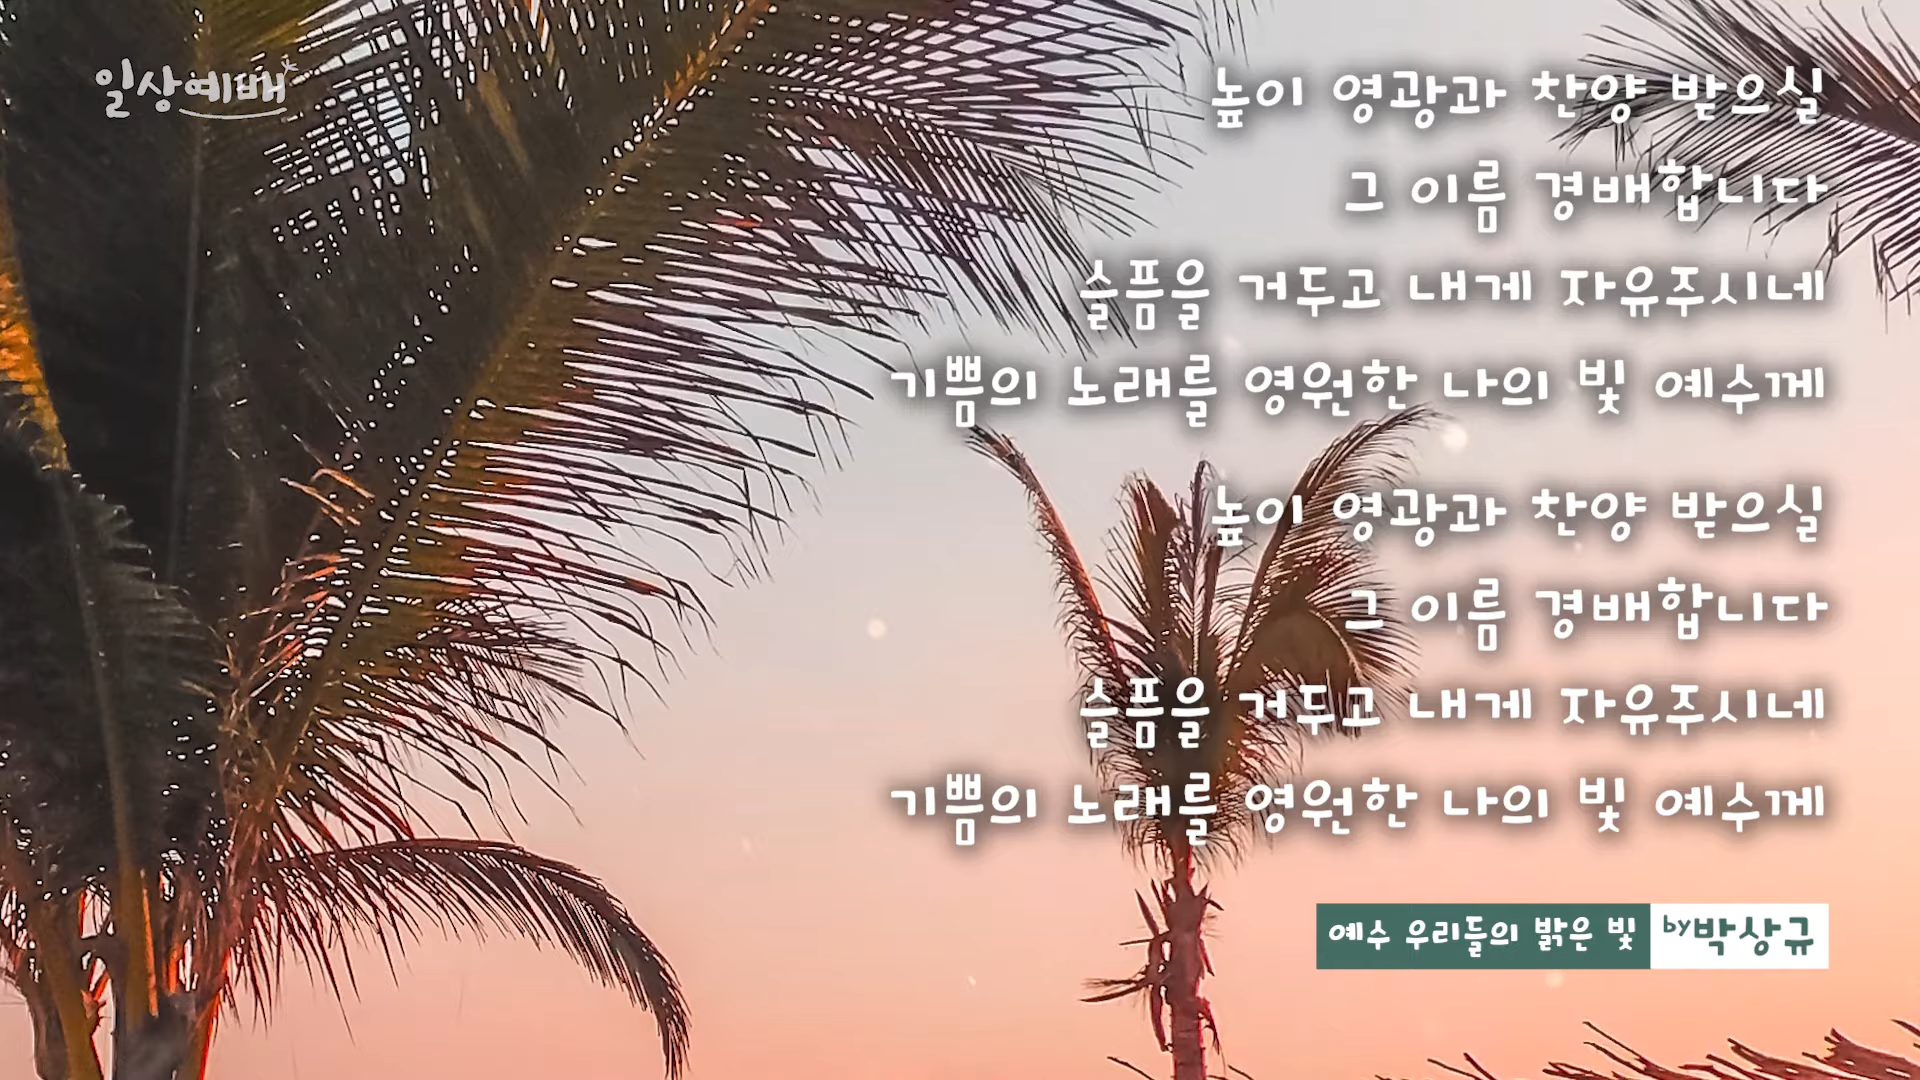 일상예배
높이 영광과 찬양 받으실
그 이름 경배합니다
슬픔을 거두고 내게 자유주시네
기쁨의 노래를 영원한 나의 빛 예수께
높이 영광과 찬양 받으실
그 이름 경배합니다
슬픔을 거두고 내게 자유주시네
기쁨의 노래를 영원한 나의 빛 예수께
예수 우리들의 밝은 빛 by박상규